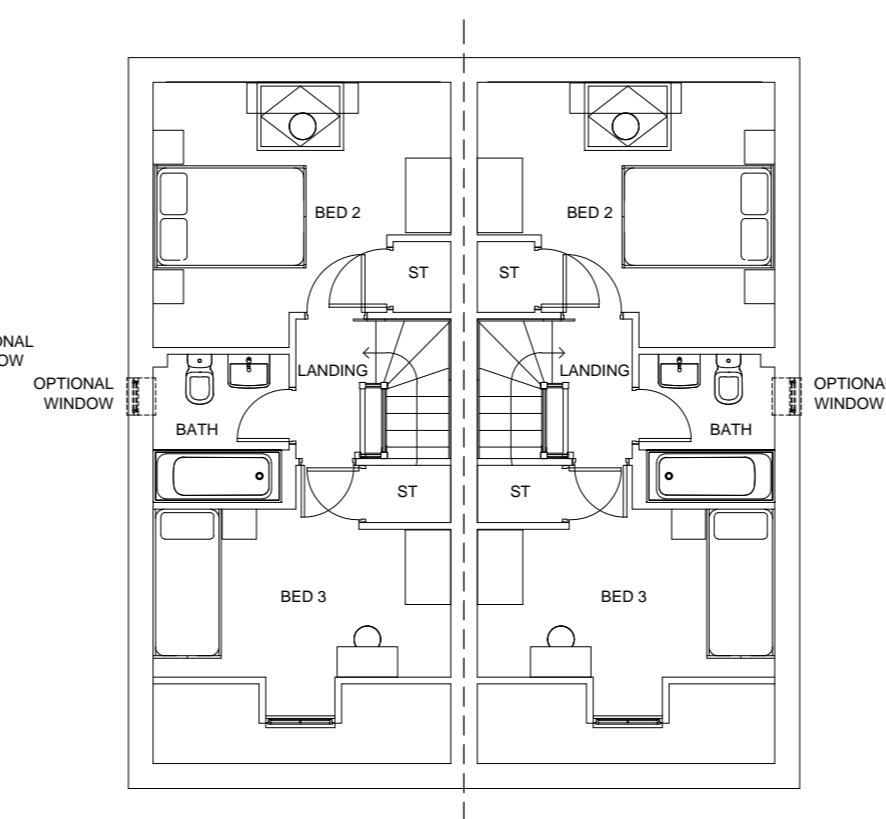 BED 2
BED 2
ST
ST
LANDING
LANDING
OPTIONAL
WINDOW
OPTIONAL
WINDOW
BATH
BATH
ST
ST
BED 3
BED 3